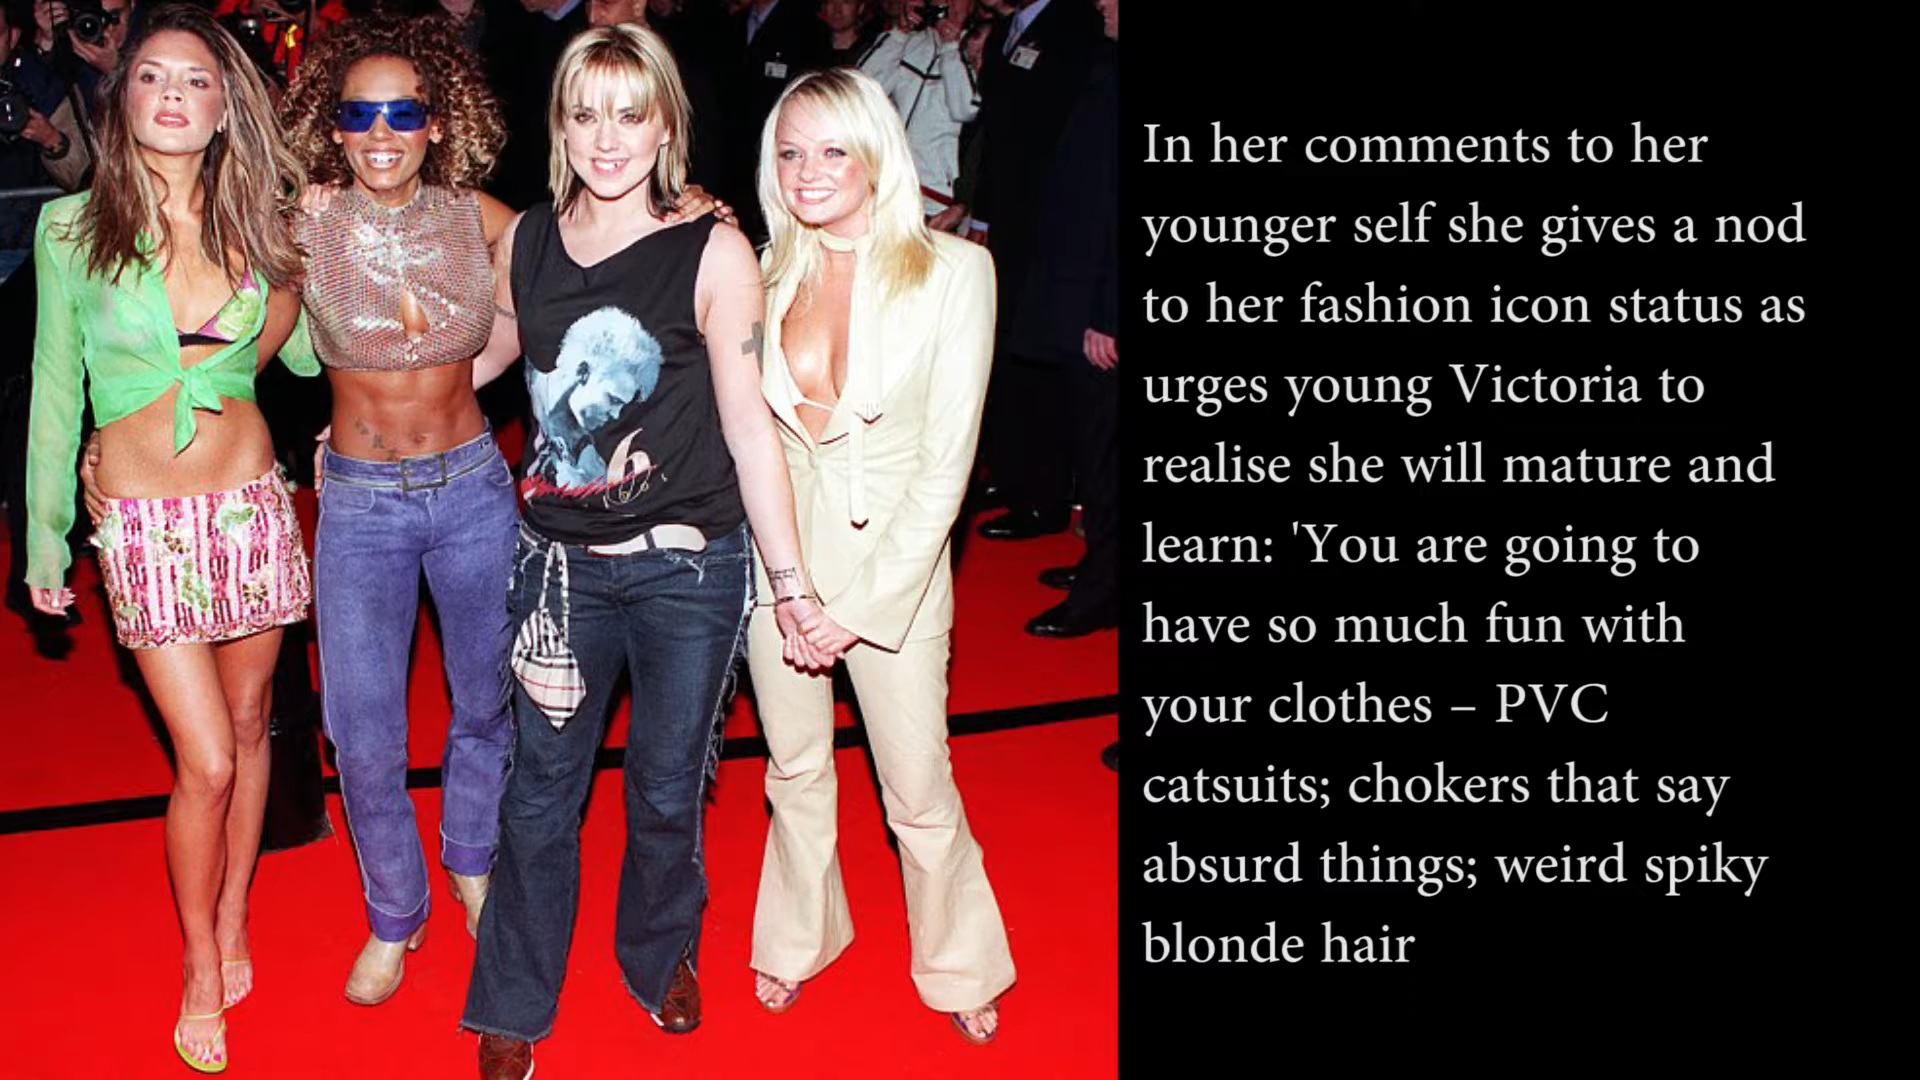 In her comments to her
younger self she gives a nod
to her fashion icon status as
urges young Victoria to
realise she will mature and
learn: 'You are going to
have so much fun with
your clothes – PVC
catsuits; chokers that say
absurd things; weird spiky
blonde hair
6